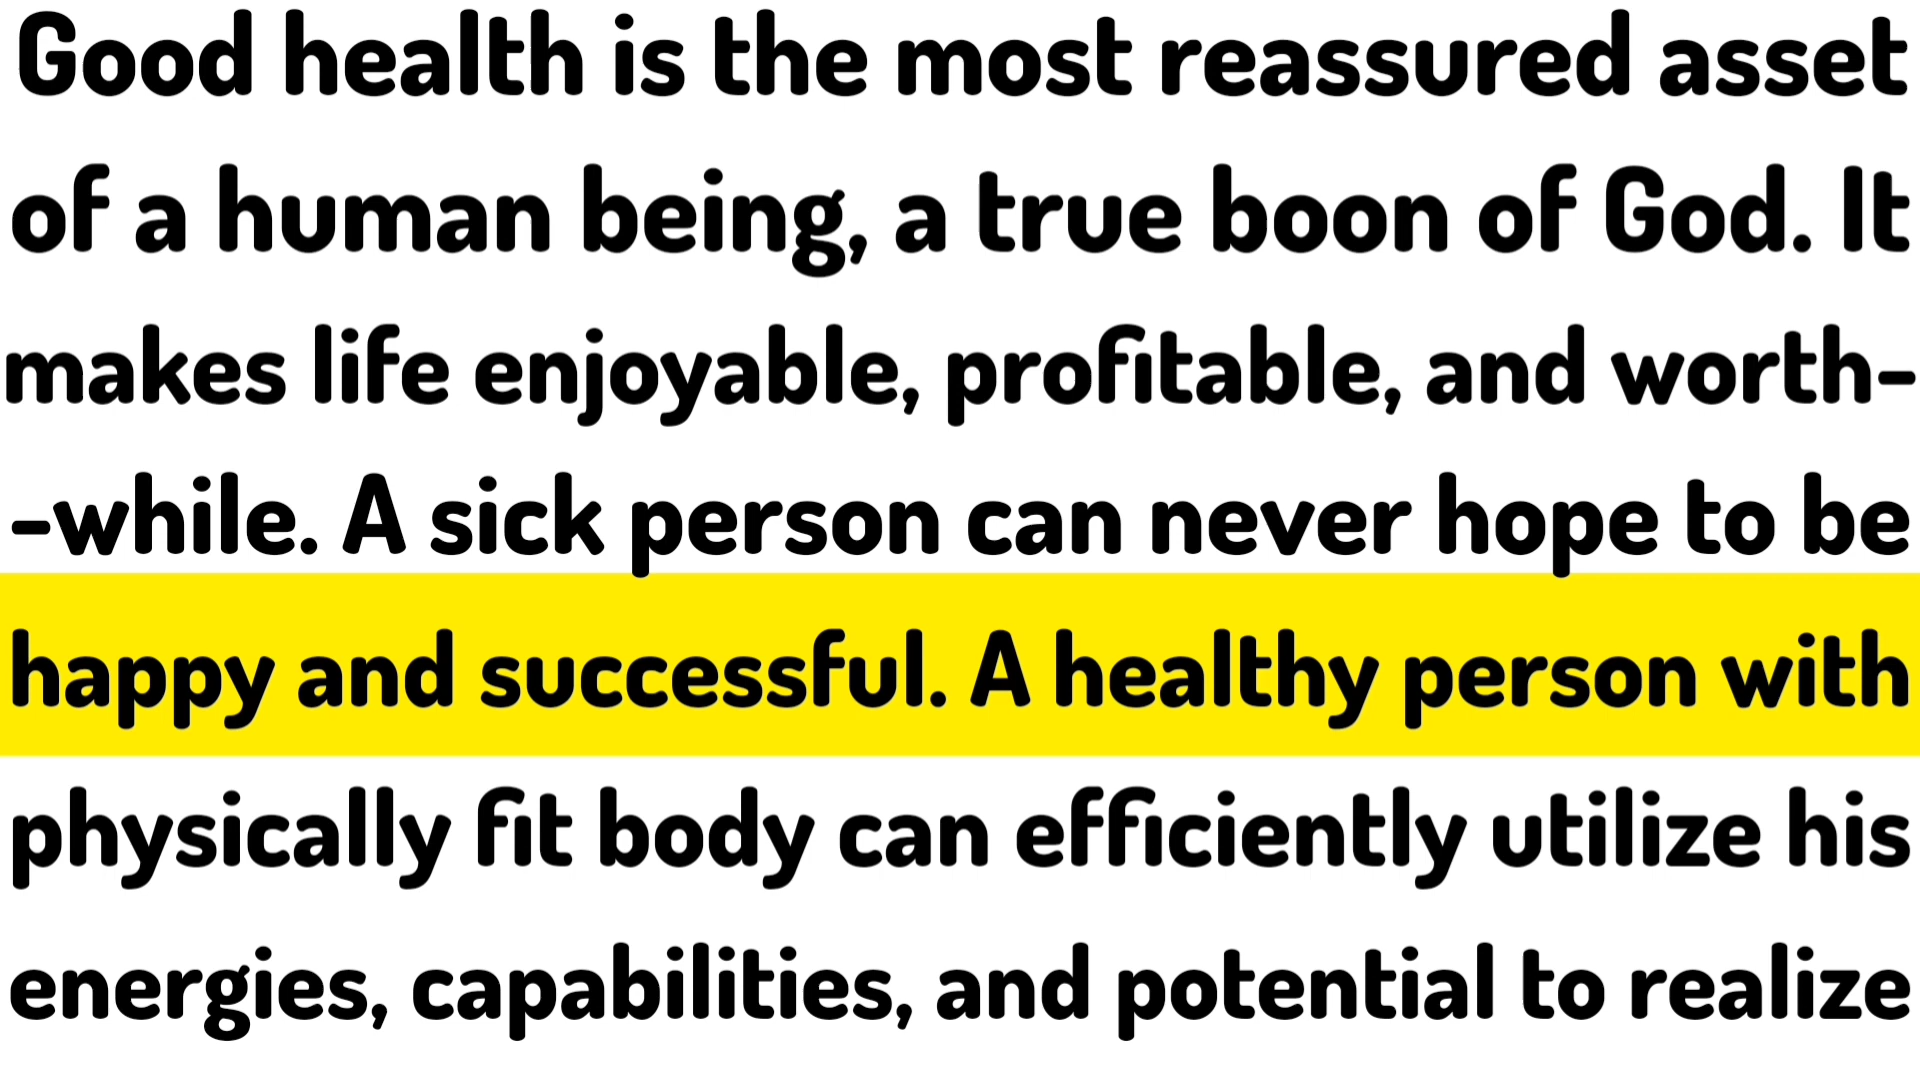 Good health is the most reassured asset
of a human being, a true boon of God. It
makes life enjoyable, profitable, and worth-
-while. A sick person can never hope to be
happy and successful. A healthy person with
physically fit body can efficiently utilize his
energies, capabilities, and potential to realize